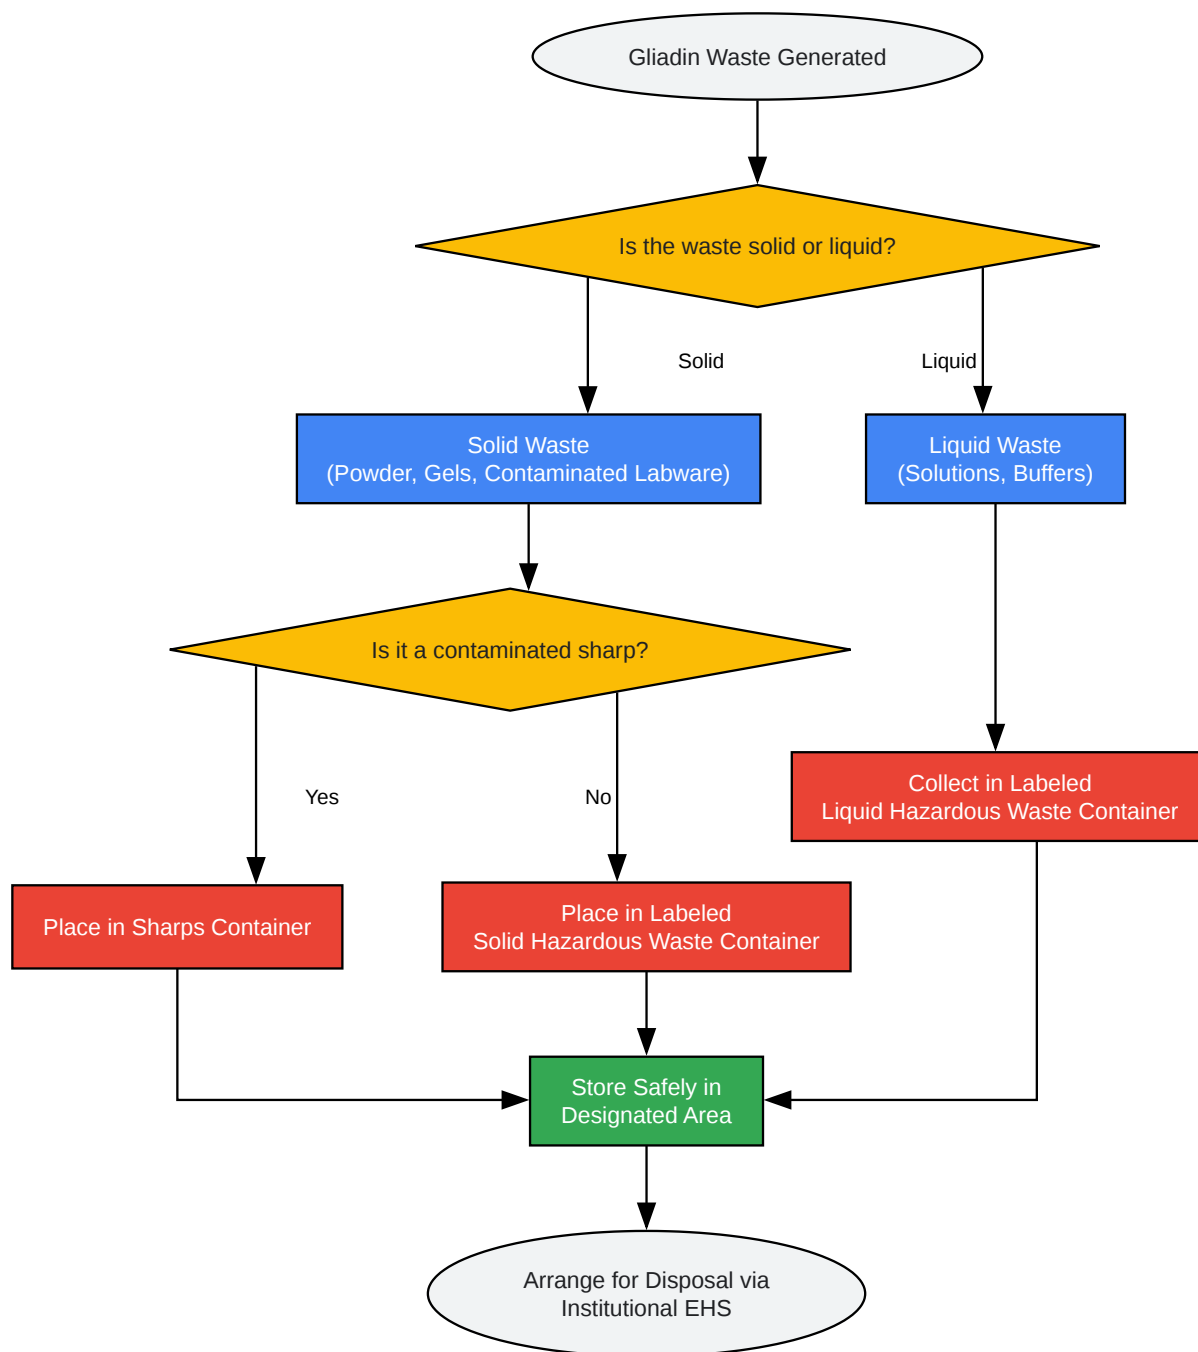 Gliadin Waste Generated
Is the waste solid or liquid?
Solid
Liquid
Solid Waste
(Powder, Gels, Contaminated Labware)
Liquid Waste
(Solutions, Buffers)
Is it a contaminated sharp?
Yes
No
Collect in Labeled
Liquid Hazardous Waste Container
Place in Sharps Container
Place in Labeled
Solid Hazardous Waste Container
Store Safely in
Designated Area
Arrange for Disposal via
Institutional EHS